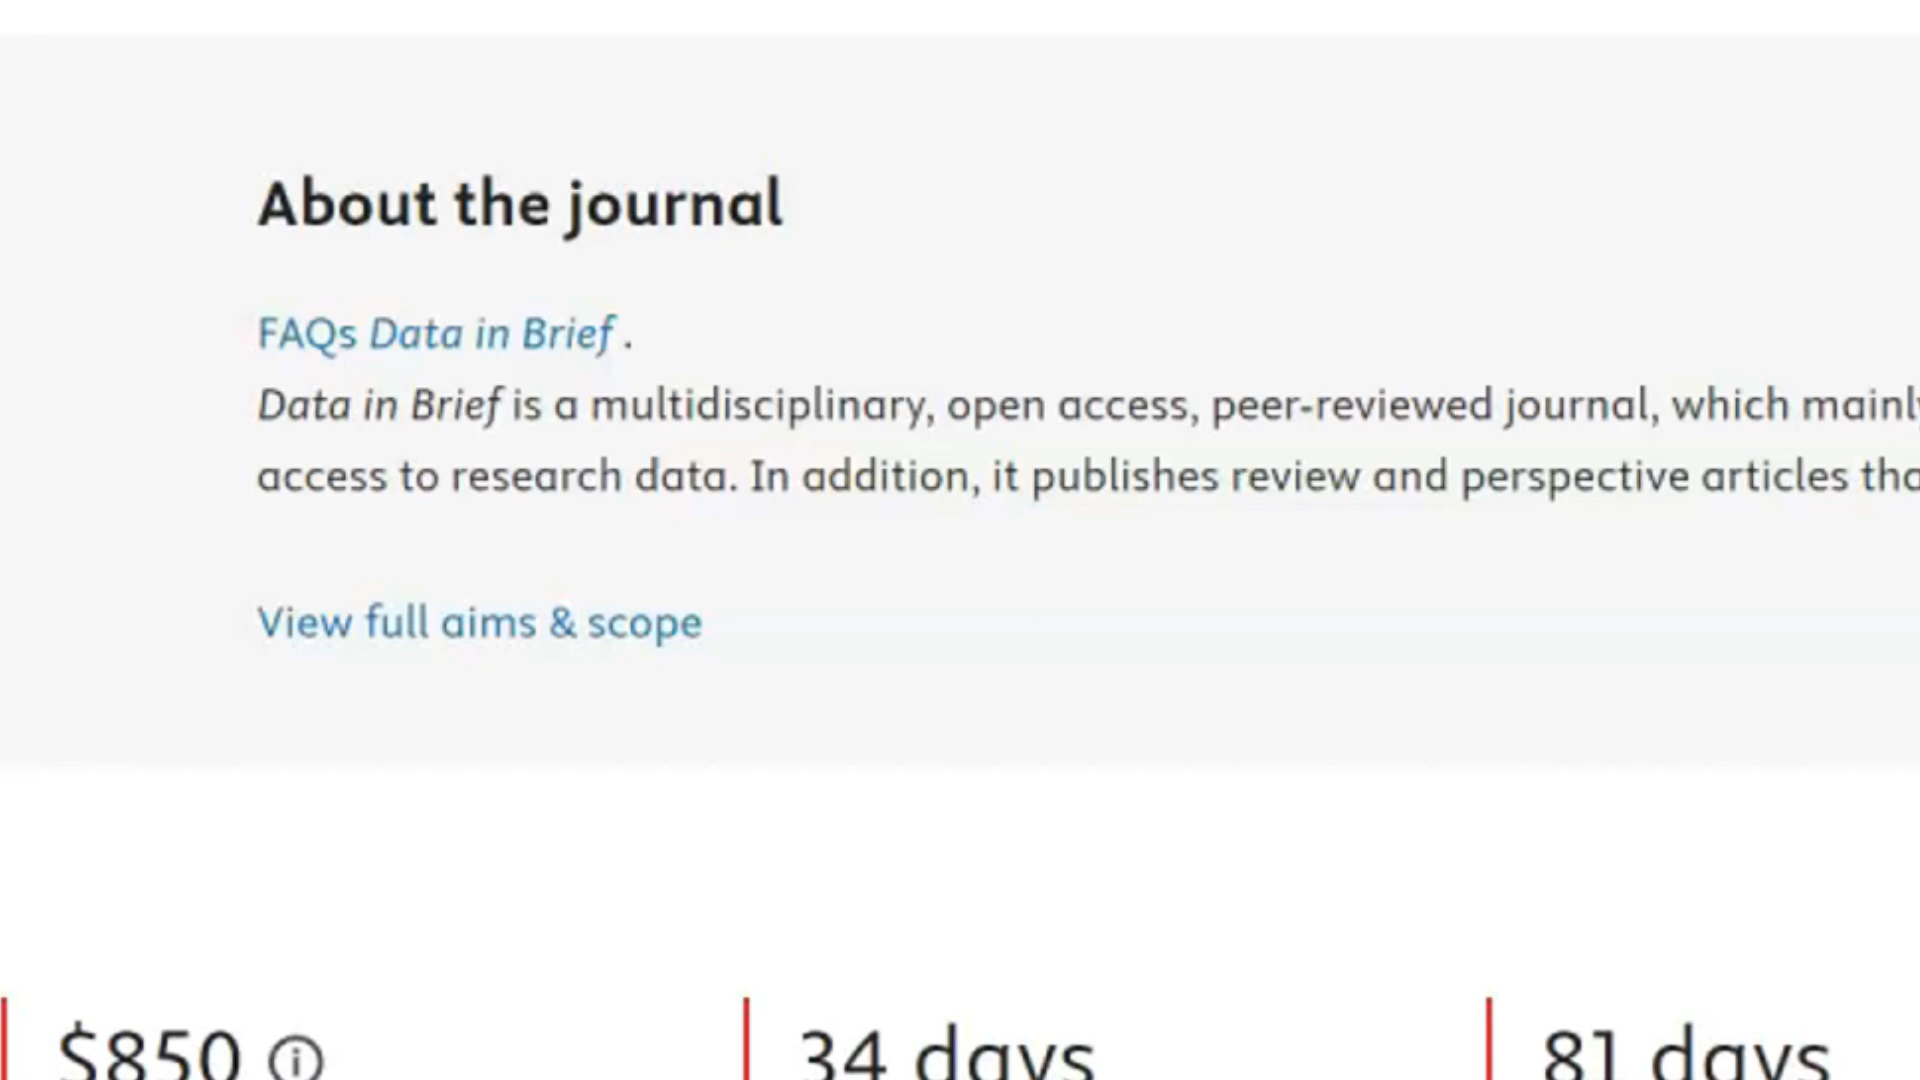 About the journal
FAQs Data in Brief .
Data in Brief is a multidisciplinary, open access, peer-reviewed journal, which mainly
access to research data. In addition, it publishes review and perspective articles
View full aims & scope
$850
34 days
81 days